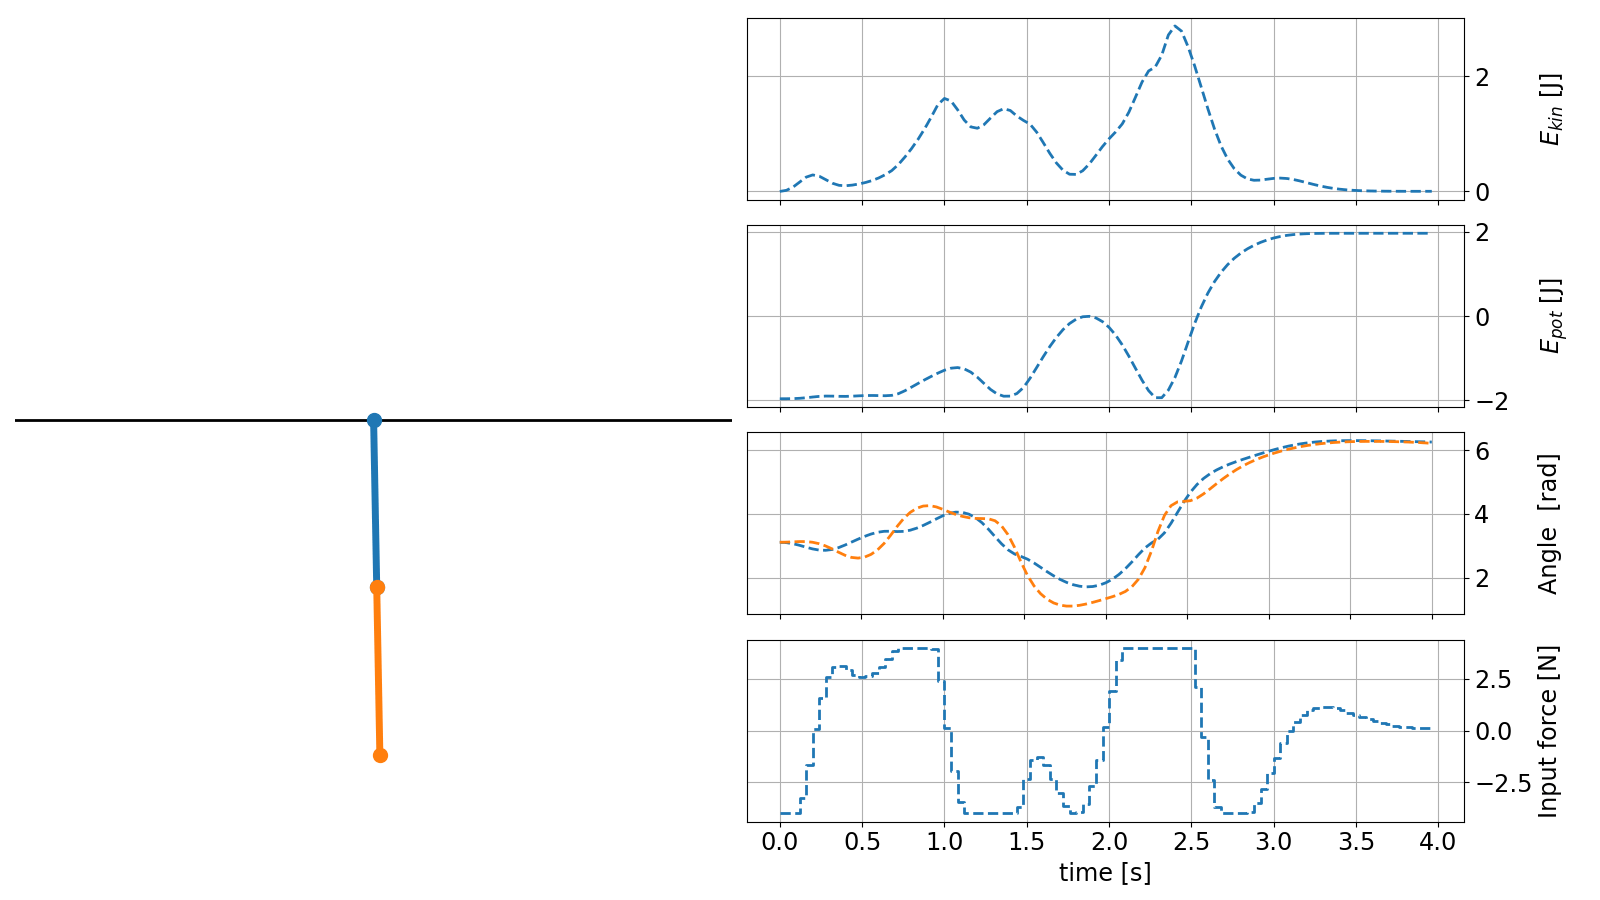 2
0
E_kin [J]
2
0
−2
E_pot [J]
6
4
2
Angle [rad]
2.5
0.0
−2.5
Input force [N]
0.0 0.5 1.0 1.5 2.0 2.5 3.0 3.5 4.0
time [s]